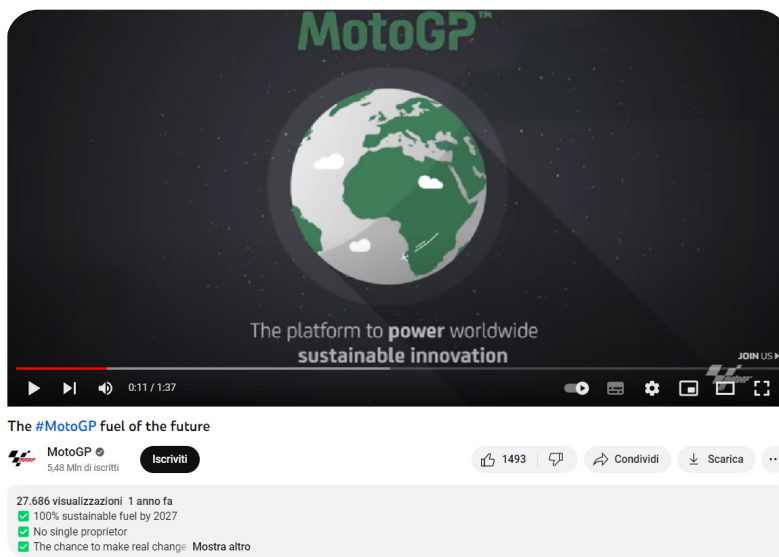 MotoGP™
The platform to power worldwide
sustainable innovation
JOIN US
0:11 / 1:37
The #MotoGP fuel of the future
MotoGP
5,48 Mln di iscritti
Iscriviti
1493
Condividi
Scarica
27.686 visualizzazioni 1 anno fa
100% sustainable fuel by 2027
No single proprietor
The chance to make real change Mostra altro